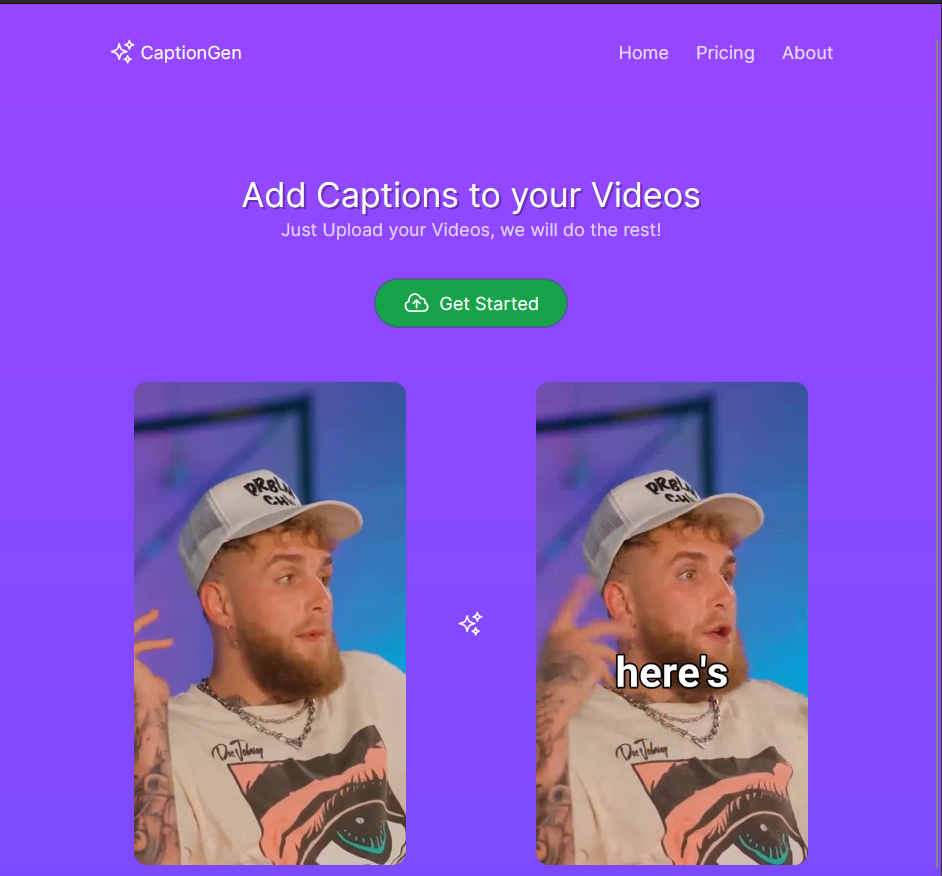 CaptionGen
Home Pricing About
Add Captions to your Videos
Just Upload your Videos, we will do the rest!
Get Started
here's